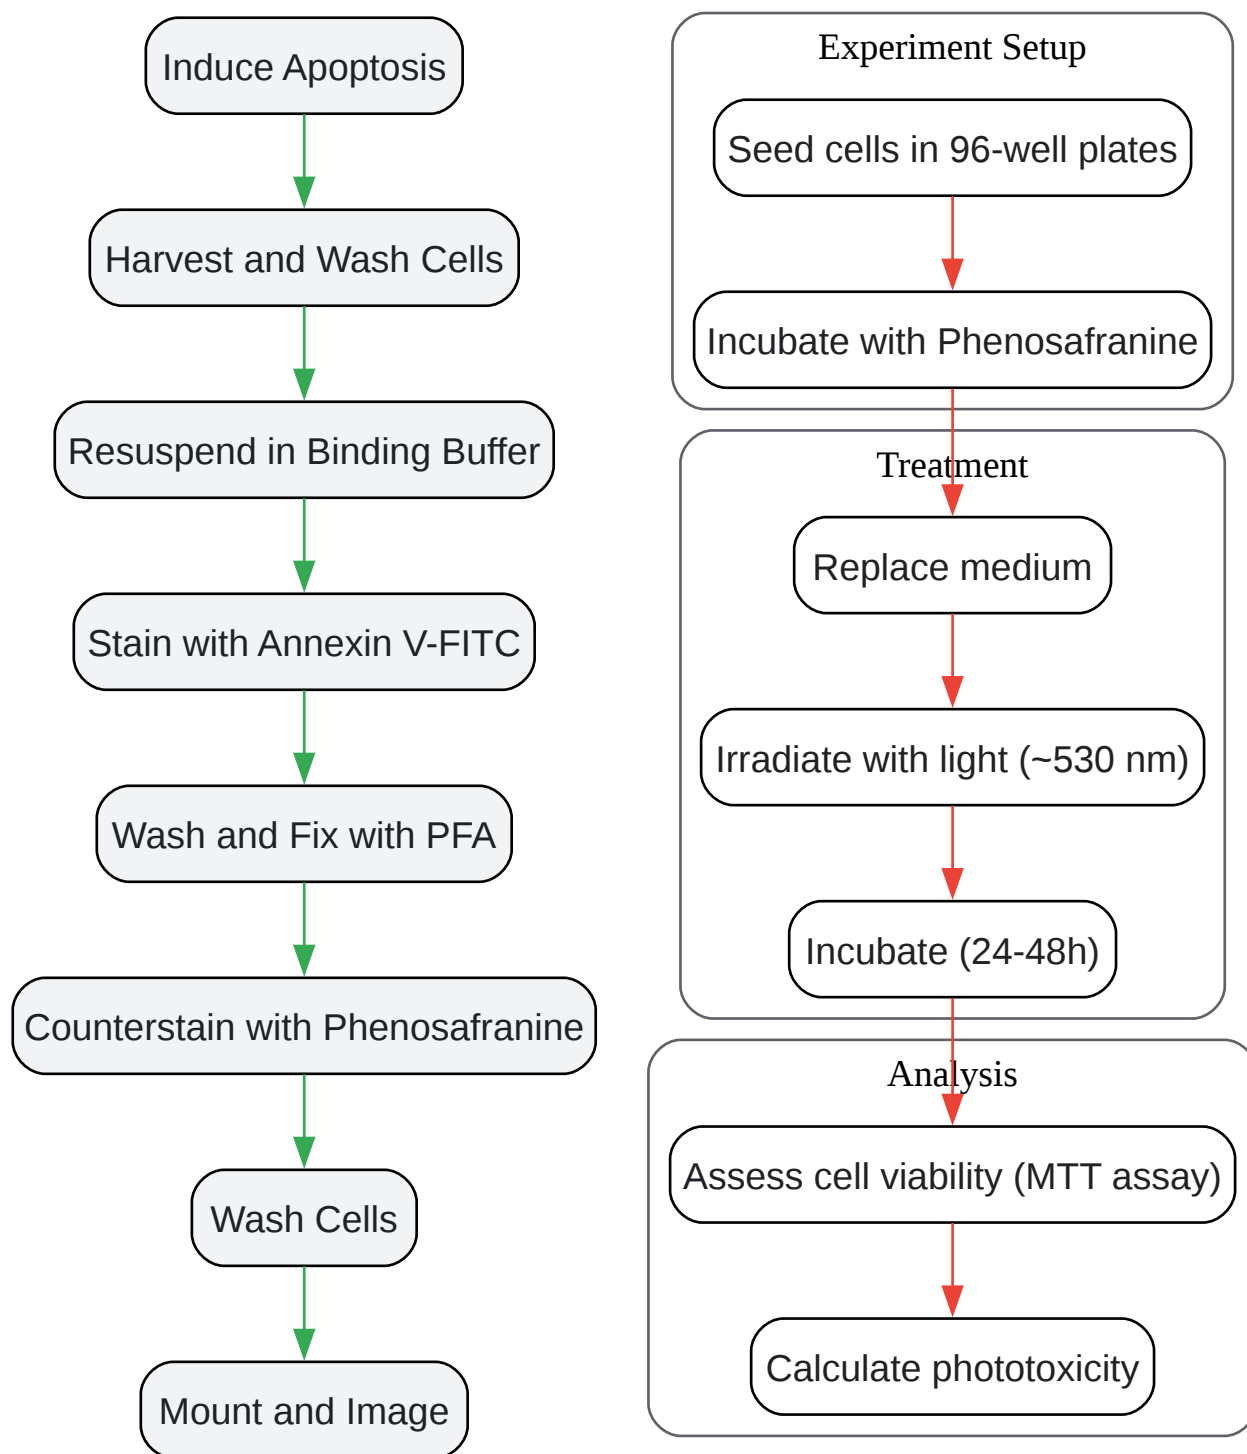 Induce Apoptosis
Harvest and Wash Cells
Resuspend in Binding Buffer
Stain with Annexin V-FITC
Wash and Fix with PFA
Counterstain with Phenosafranine
Wash Cells
Mount and Image
Experiment Setup
Seed cells in 96-well plates
Incubate with Phenosafranine
Treatment
Replace medium
Irradiate with light (~530 nm)
Incubate (24-48h)
Analysis
Assess cell viability (MTT assay)
Calculate phototoxicity